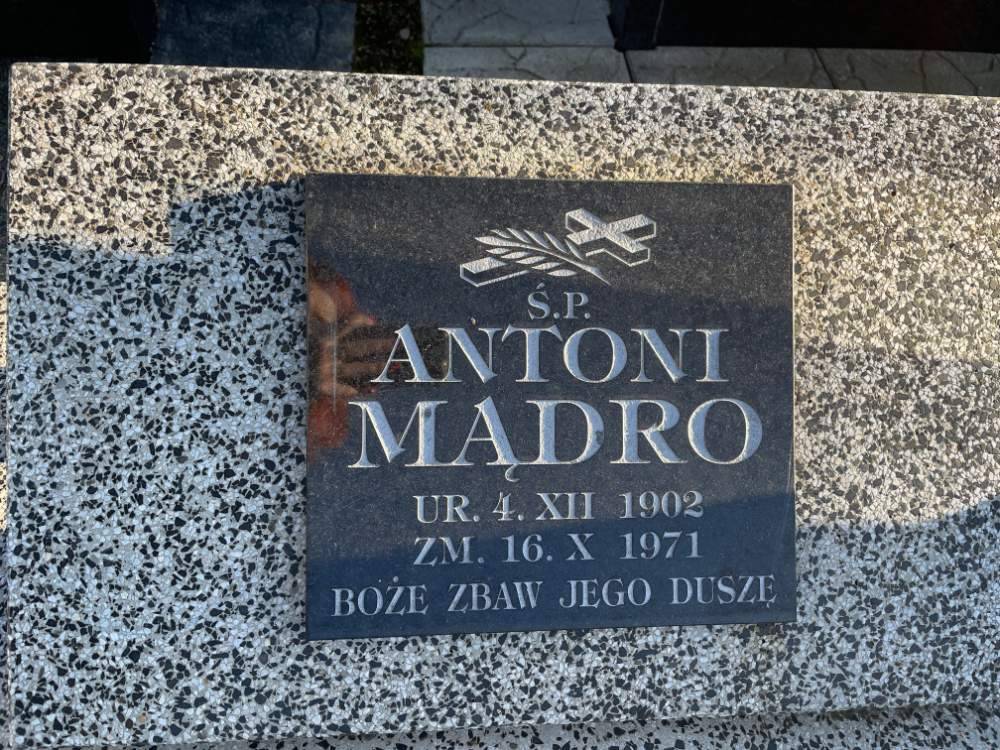 Ś.P.
ANTONI
MĄDRO
UR. 4. XII 1902
ZM. 16. X 1971
BOŻE ZBAW JEGO DUSZĘ